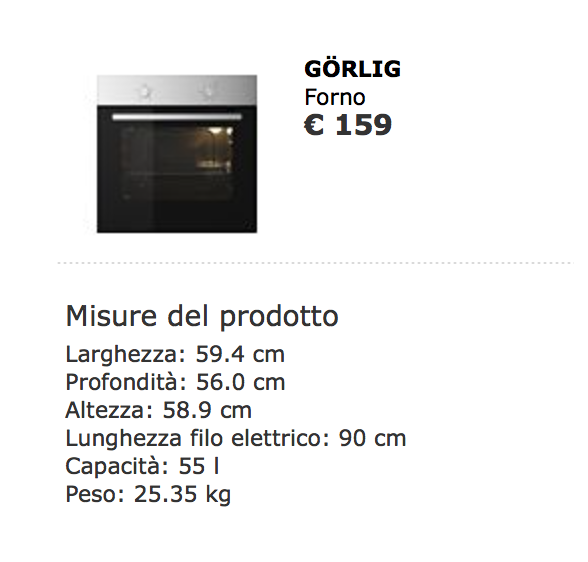 GÖRLIG
Forno
€ 159
Misure del prodotto
Larghezza: 59.4 cm
Profondità: 56.0 cm
Altezza: 58.9 cm
Lunghezza filo elettrico: 90 cm
Capacità: 55 l
Peso: 25.35 kg